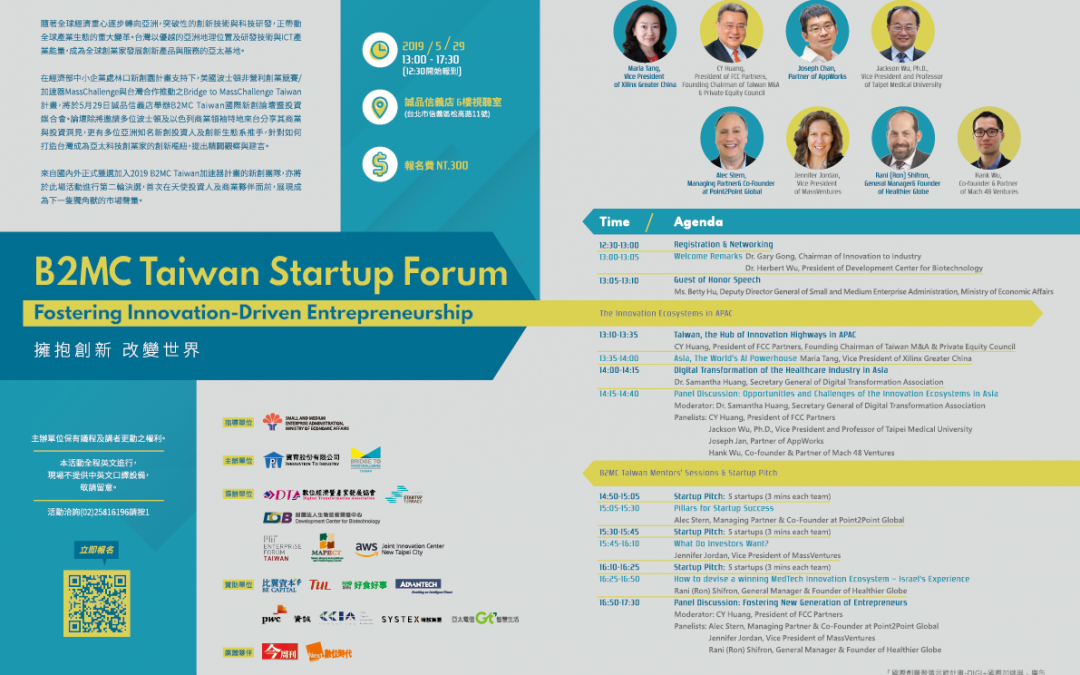 隨著全球經濟重心逐步轉向亞洲，突破性的創新技術與科技研發，正帶動
全球產業生態的重大變革。台灣以優越的亞洲地理位置及研發技術與ICT產
業能量，成為全球創業家發展創新產品與服務的亞太基地。
在經濟部中小企業處林口新創園計畫支持下，美國波士頓非營利創業競賽/
加速器MassChallenge與台灣合作推動之Bridge to MassChallenge Taiwan
計畫，將於5月29日誠品信義店舉辦B2MC Taiwan國際新創論壇暨投資
媒合會。論壇除將邀請多位波士頓及以色列商業領袖特地來台分享其商業
與投資洞見，更有多位亞洲知名新創投資人及創新生態系推手，針對如何
打造台灣成為亞太科技創業家的創新樞紐，提出精闢觀察與建言。
來自國內外正式獲選加入2019 B2MC Taiwan加速器計畫的新創團隊，亦將
於此場活動進行第二輪決選，首次在天使投資人及商業夥伴面前，展現成
為下一隻獨角獸的市場聲量。
2019 / 5 / 29
13:00 - 17:30
(12:30開始報到)
誠品信義店 6樓視聽室
(台北市信義區松高路11號)
報名費 NT.300
Maria Tang,
Vice President
of Xilinx Greater China
CY Huang,
President of FCC Partners,
Founding Chairman of Taiwan M&A
& Private Equity Council
Joseph Chan,
Partner of AppWorks
Jackson Wu, Ph.D.,
Vice President and Professor
of Taipei Medical University
Alec Stern,
Managing Partner& Co-Founder
at Point2Point Global
Jennifer Jordan,
Vice President
of MassVentures
Rani (Ron) Shifron,
General Manager& Founder
of Healthier Globe
Hank Wu,
Co-founder & Partner
of Mach 48 Ventures
B2MC Taiwan Startup Forum
Fostering Innovation-Driven Entrepreneurship
擁抱創新 改變世界
Time / Agenda
12:30-13:00 Registration & Networking
13:00-13:05 Welcome Remarks Dr. Gary Gong, Chairman of Innovation to Industry
Dr. Herbert Wu, President of Development Center for Biotechnology
13:05-13:10 Guest of Honor Speech
Ms. Betty Hu, Deputy Director General of Small and Medium Enterprise Administration, Ministry of Economic Affairs
The Innovation Ecosystems in APAC
13:10-13:35 Taiwan, the Hub of Innovation Highways in APAC
CY Huang, President of FCC Partners, Founding Chairman of Taiwan M&A & Private Equity Council
13:35-14:00 Asia, The World's AI Powerhouse Maria Tang, Vice President of Xilinx Greater China
14:00-14:15 Digital Transformation of the Healthcare Industry in Asia
Dr. Samantha Huang, Secretary General of Digital Transformation Association
14:15-14:40 Panel Discussion: Opportunities and Challenges of the Innovation Ecosystems in Asia
Moderator: Dr. Samantha Huang, Secretary General of Digital Transformation Association
Panelists: CY Huang, President of FCC Partners
Jackson Wu, Ph.D., Vice President and Professor of Taipei Medical University
Joseph Jan, Partner of AppWorks
Hank Wu, Co-founder & Partner of Mach 48 Ventures
B2MC Taiwan Mentors' Sessions & Startup Pitch
14:50-15:05 Startup Pitch: 5 startups (3 mins each team)
15:05-15:30 Pillars for Startup Success
Alec Stern, Managing Partner & Co-Founder at Point2Point Global
15:30-15:45 Startup Pitch: 5 startups (3 mins each team)
15:45-16:10 What Do Investors Want?
Jennifer Jordan, Vice President of MassVentures
16:10-16:25 Startup Pitch: 5 startups (3 mins each team)
16:25-16:50 How to devise a winning MedTech Innovation Ecosystem – Israel's Experience
Rani (Ron) Shifron, General Manager & Founder of Healthier Globe
16:50-17:30 Panel Discussion: Fostering New Generation of Entrepreneurs
Moderator: CY Huang, President of FCC Partners
Panelists: Alec Stern, Managing Partner & Co-Founder at Point2Point Global
Jennifer Jordan, Vice President of MassVentures
Rani (Ron) Shifron, General Manager & Founder of Healthier Globe
主辦單位保有議程及講者更動之權利。
本活動全程英文進行，
現場不提供中英文口譯設備，
敬請留意。
活動洽詢(02)25816196請按1
立即報名
指導單位
SMALL AND MEDIUM
ENTERPRISE ADMINISTRATION,
MINISTRY OF ECONOMIC AFFAIRS
主辦單位
寶育股份有限公司
INNOVATION TO INDUSTRY
BRIDGE TO
MASSCHALLENGE
TAIWAN
協辦單位
DTA 數位經濟暨產業發展協會
Digital Transformation Association
STARTUP
DCB 財團法人生物技術開發中心
Development Center for Biotechnology
MIT
ENTERPRISE
FORUM
TAIWAN
MAPECT
aws Joint Innovation Center
New Taipei City
贊助單位
比翼資本
BE CAPITAL
TUL
好食好事
ADVANTECH
pwc 資誠
CCIA
SYSTEX 精誠集團
亞太電信 Gt 智慧生活
媒體夥伴
今周刊
Next 數位時代